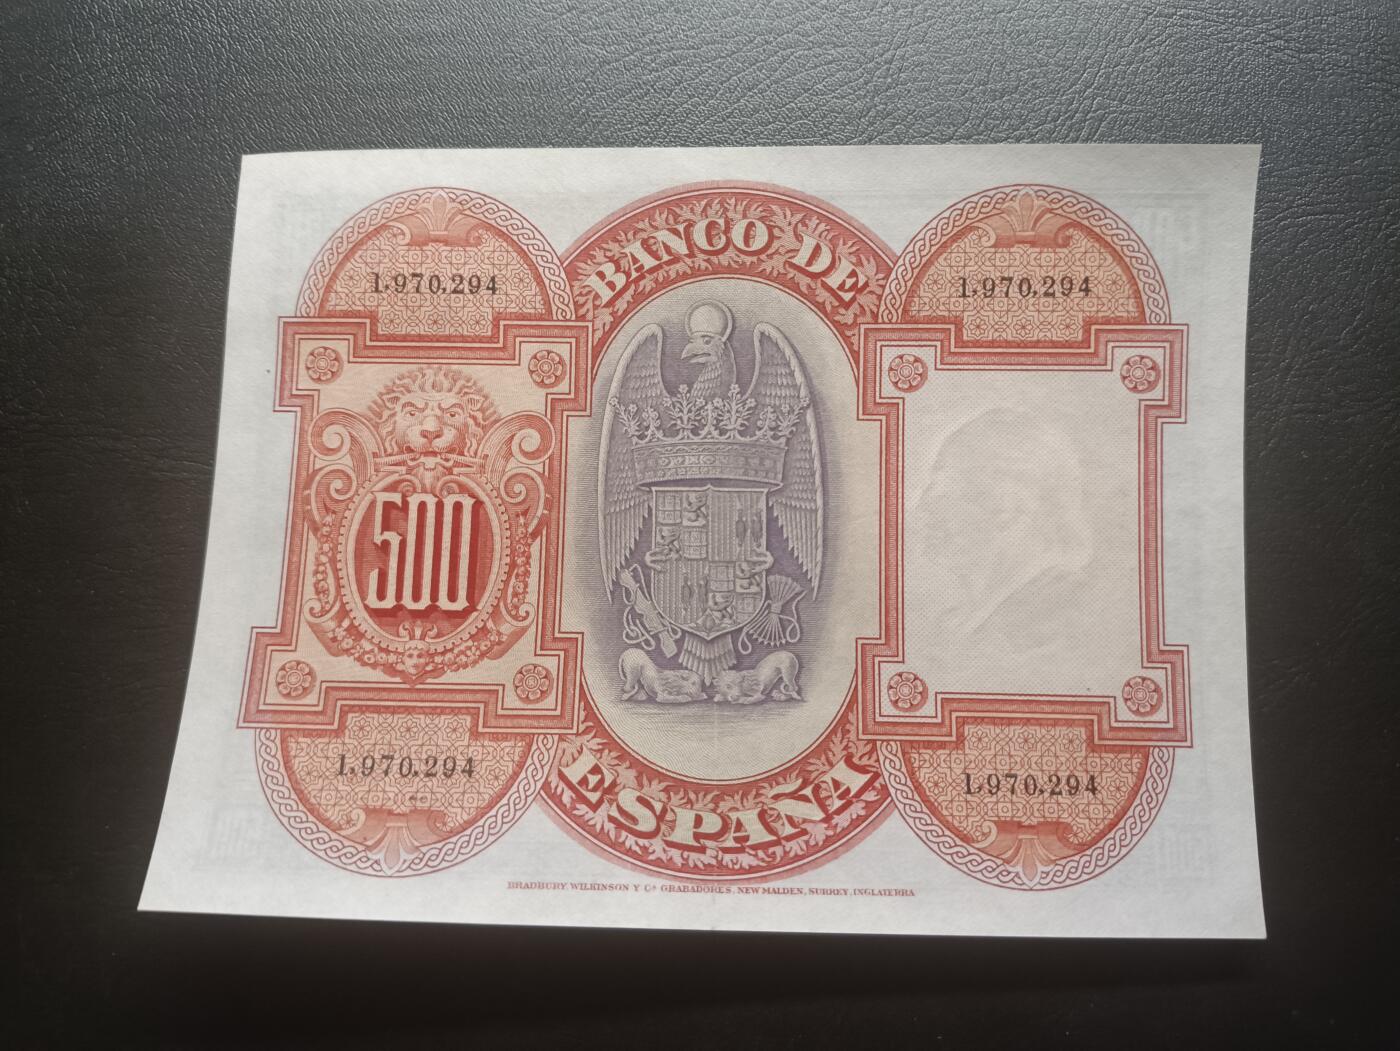 BANCO DE
1.970.294
1.970.294
500
1.970.294
1.970.294
ESPAÑA
BRADBURY, WILKINSON Y Cª GRABADORES, NEW MALDEN, SURREY, INGLATERRA